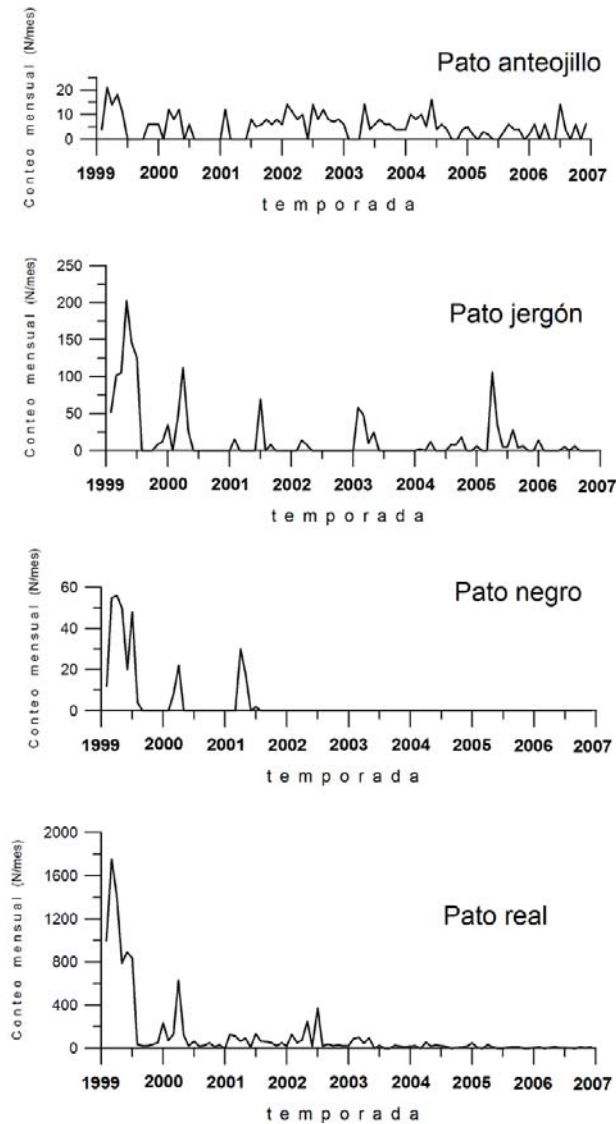 Pato anteojillo
Conteo mensual (N/mes)
20
10
0
1999 2000 2001 2002 2003 2004 2005 2006 2007
temporada
Pato jergón
Conteo mensual (N/mes)
250
200
150
100
50
0
1999 2000 2001 2002 2003 2004 2005 2006 2007
temporada
Pato negro
Conteo mensual (N/mes)
60
40
20
0
1999 2000 2001 2002 2003 2004 2005 2006 2007
temporada
Pato real
Conteo mensual (N/mes)
2000
1600
1200
800
400
0
1999 2000 2001 2002 2003 2004 2005 2006 2007
temporada